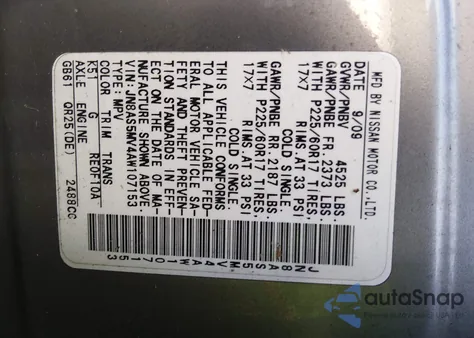 MFD BY NISSAN MOTOR CO.,LTD.
DATE 9/09
GVWR/PNBV 4525 LBS.
GAWR/PNBE FR. 2373 LBS.
WITH P225/60R17 TIRES,
17X7 RIMS,AT 33 PSI
COLD SINGLE.
GAWR/PNBE RR. 2187 LBS.
WITH P225/60R17 TIRES,
17X7 RIMS,AT 33 PSI
COLD SINGLE.
THIS VEHICLE CONFORMS
TO ALL APPLICABLE FED-
ERAL MOTOR VEHICLE SA-
FETY AND THEFT PREVEN-
TION STANDARDS IN EFF-
ECT ON THE DATE OF MA-
NUFACTURE SHOWN ABOVE.
: JN8AS5MV4AW107153
TYPE: MPV
COLOR TRIM TRANS
K51 G RE0F10A
AXLE ENGINE
GB61 QR25(DE) 2488CC
JN8AS5MV4AW107153
autaSnap